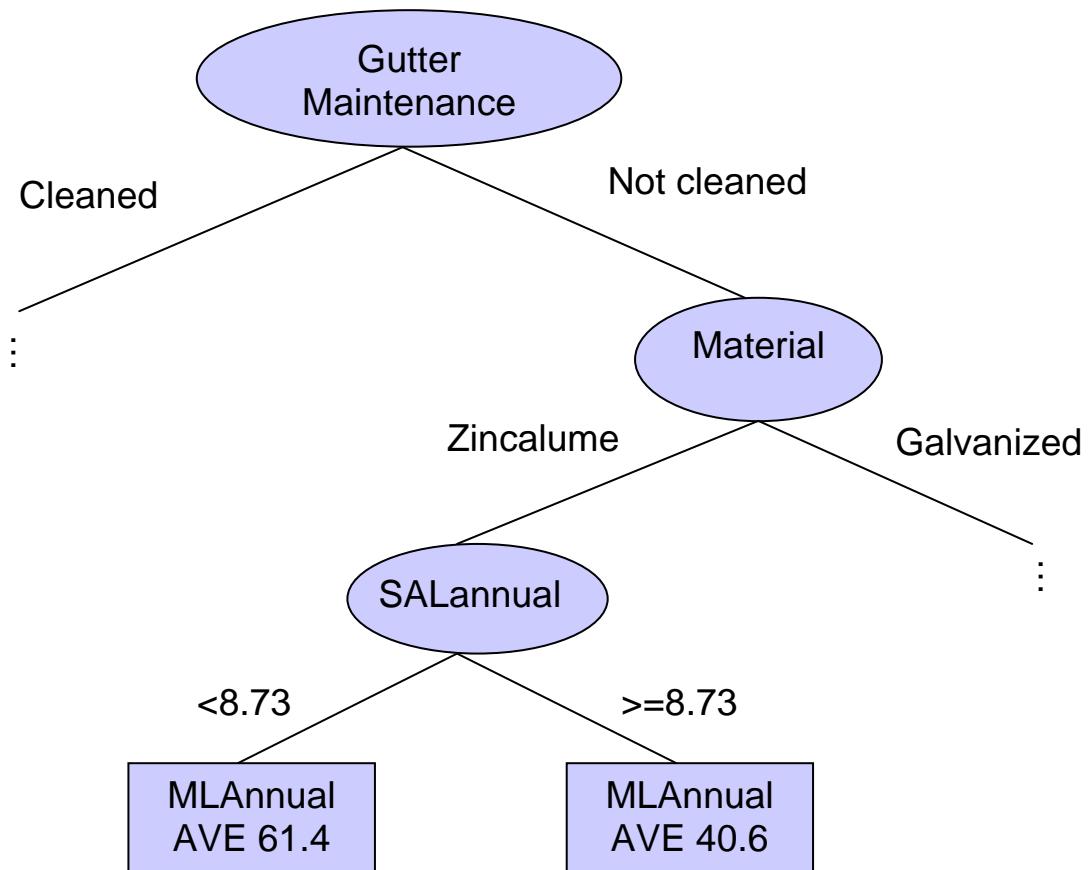 Gutter
Maintenance
Cleaned
Not cleaned
⋮
Material
Zincalume
Galvanized
⋮
SALannual
<8.73
>=8.73
MLAnnual
AVE 61.4
MLAnnual
AVE 40.6